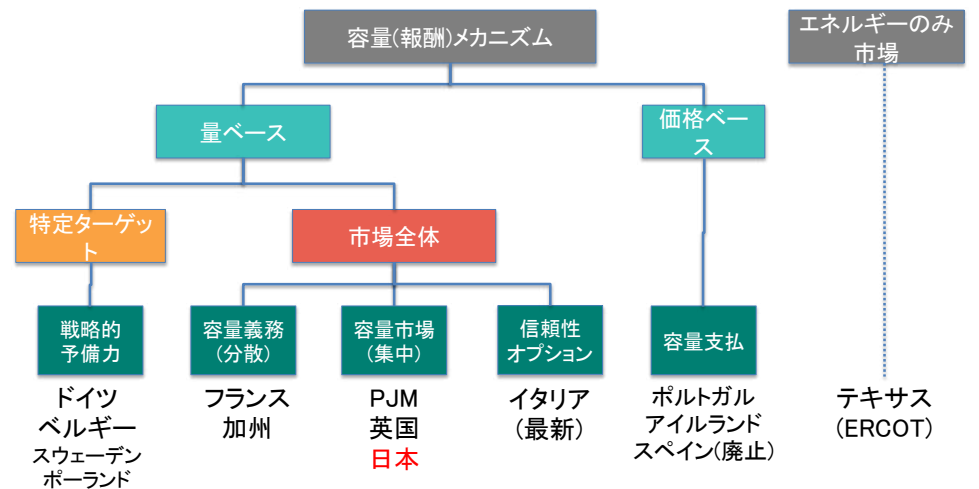 容量(報酬)メカニズム
エネルギーのみ
市場
量ベース
価格ベー
ス
特定ターゲッ
ト
市場全体
戦略的
予備力
容量義務
(分散)
容量市場
(集中)
信頼性
オプション
容量支払
ドイツ
ベルギー
スウェーデン
ポーランド
フランス
加州
PJM
英国
日本
イタリア
(最新)
ポルトガル
アイルランド
スペイン(廃止)
テキサス
(ERCOT)